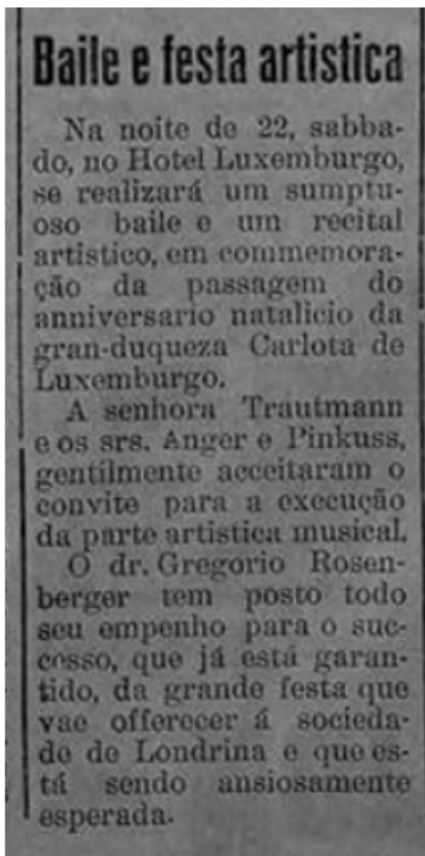 Baile e festa artistica
Na noite de 22, sabba-
do, no Hotel Luxemburgo,
se realizará um sumptu-
oso baile e um recital
artistico, em commemora-
ção da passagem do
anniversario natalicio da
gran-duqueza Carlota de
Luxemburgo.
A senhora Trautmann
e os srs. Anger e Pinkuss,
gentilmente acceitaram o
convite para a execução
da parte artistica musical.
O dr. Gregorio Rosen-
berger tem posto todo
seu empenho para o suc-
cesso, que já está garan-
tido, da grande festa que
vae offerecer á socieda-
de de Londrina e que es-
tá sendo ansiosamente
esperada.